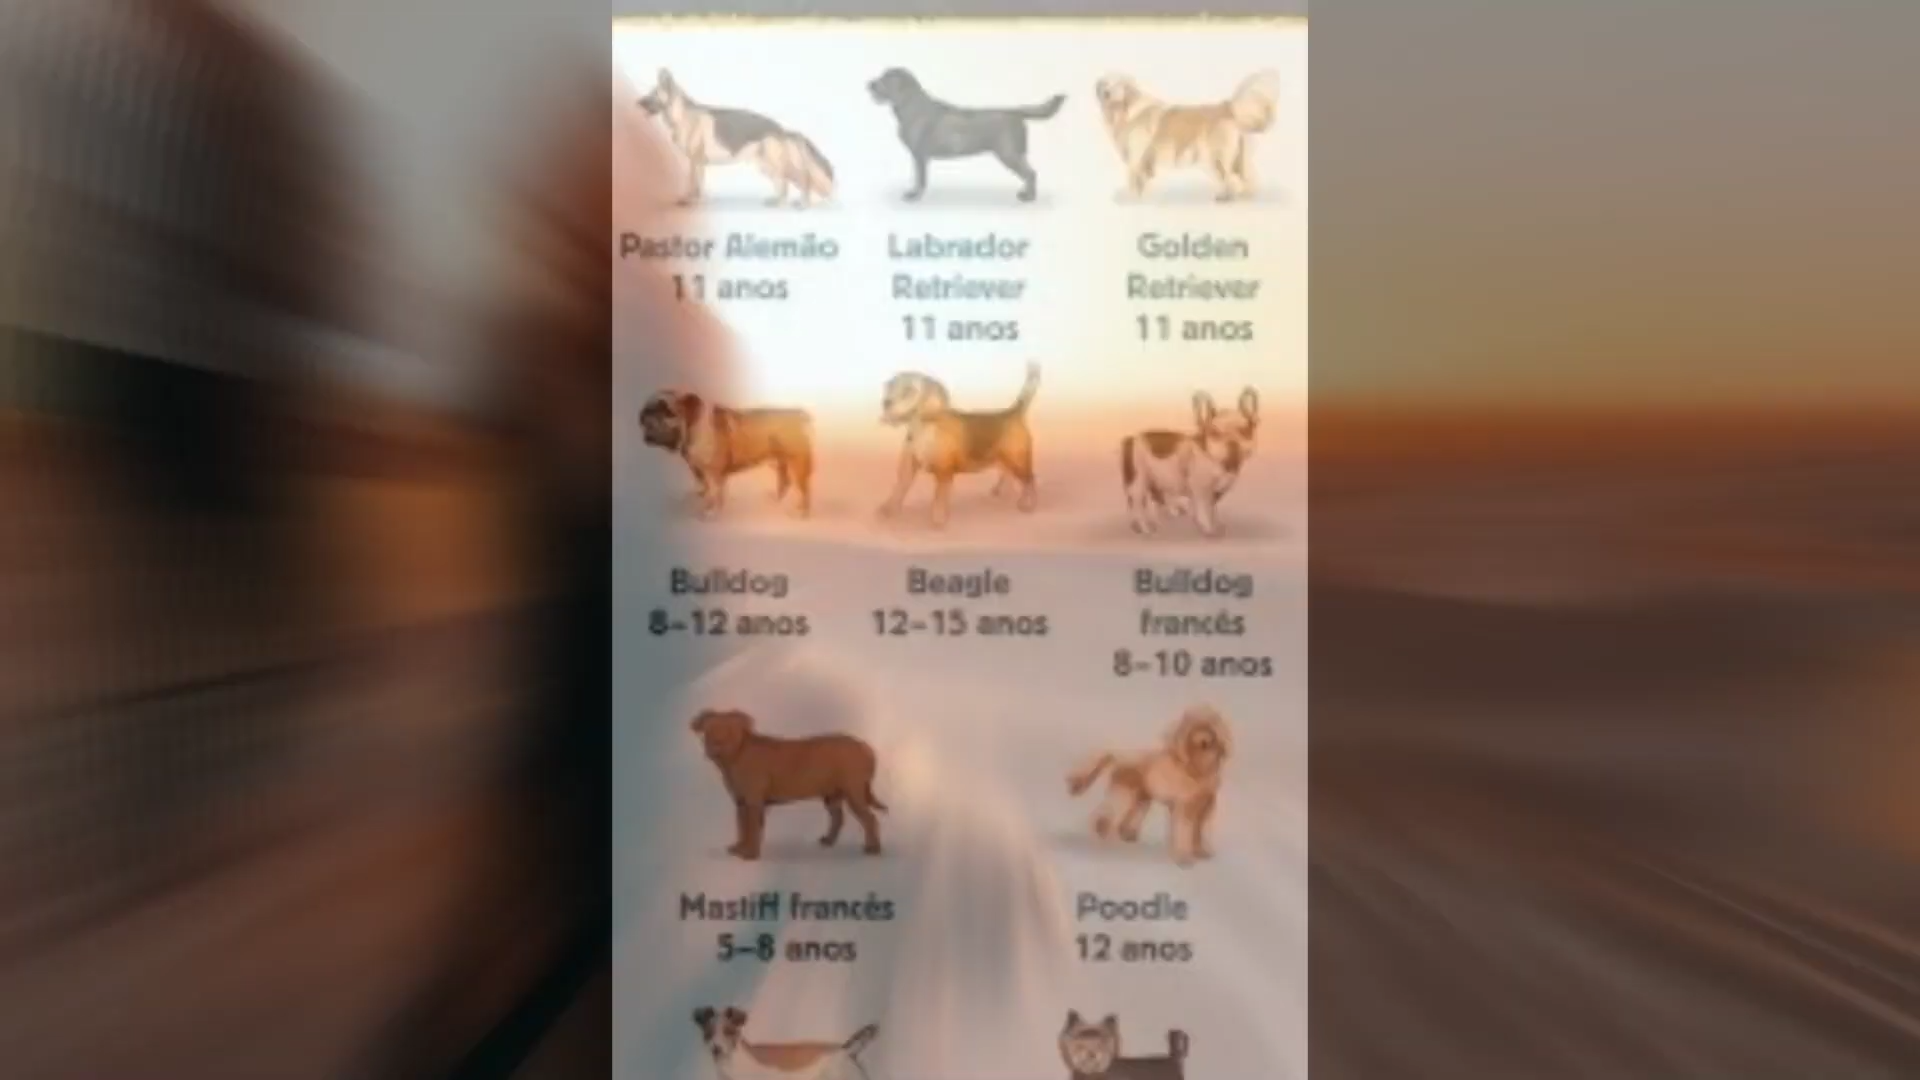 Pastor Alemão
11 anos
Labrador
Retriever
11 anos
Golden
Retriever
11 anos
Bulldog
8-12 anos
Beagle
12-15 anos
Bulldog
francês
8-10 anos
Mastiff francês
5-8 anos
Poodle
12 anos